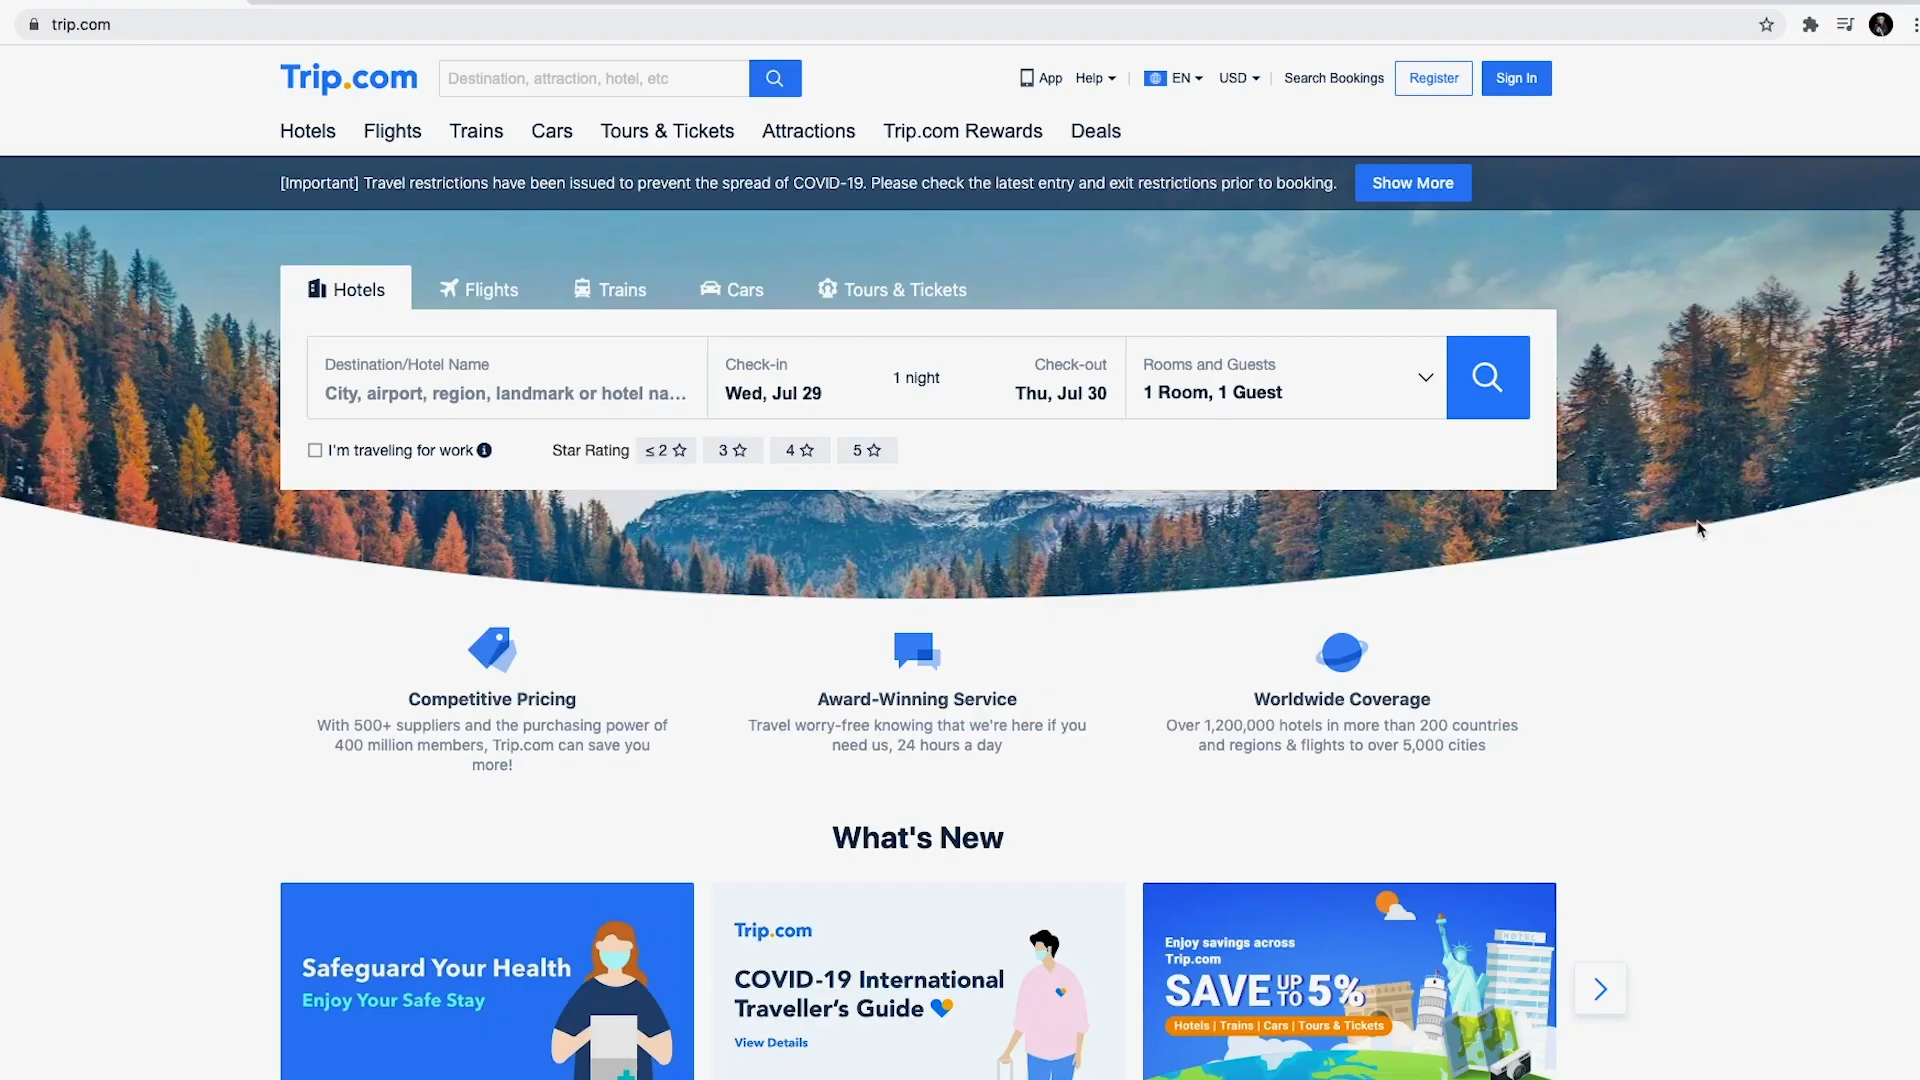 trip.com
Trip.com
Destination, attraction, hotel, etc
App
Help
EN
USD
Search Bookings
Register
Sign In
Hotels
Flights
Trains
Cars
Tours & Tickets
Attractions
Trip.com Rewards
Deals
[Important] Travel restrictions have been issued to prevent the spread of COVID-19. Please check the latest entry and exit restrictions prior to booking.
Show More
Hotels
Flights
Trains
Cars
Tours & Tickets
Destination/Hotel Name
City, airport, region, landmark or hotel na...
Check-in
Wed, Jul 29
1 night
Check-out
Thu, Jul 30
Rooms and Guests
1 Room, 1 Guest
I'm traveling for work
Star Rating
≤ 2
3
4
5
Competitive Pricing
With 500+ suppliers and the purchasing power of
400 million members, Trip.com can save you
more!
Award-Winning Service
Travel worry-free knowing that we're here if you
need us, 24 hours a day
Worldwide Coverage
Over 1,200,000 hotels in more than 200 countries
and regions & flights to over 5,000 cities
What's New
Safeguard Your Health
Enjoy Your Safe Stay
Trip.com
COVID-19 International
Traveller's Guide
View Details
Enjoy savings across
Trip.com
SAVE UP TO 5%
Hotels | Trains | Cars | Tours & Tickets
HOTEL